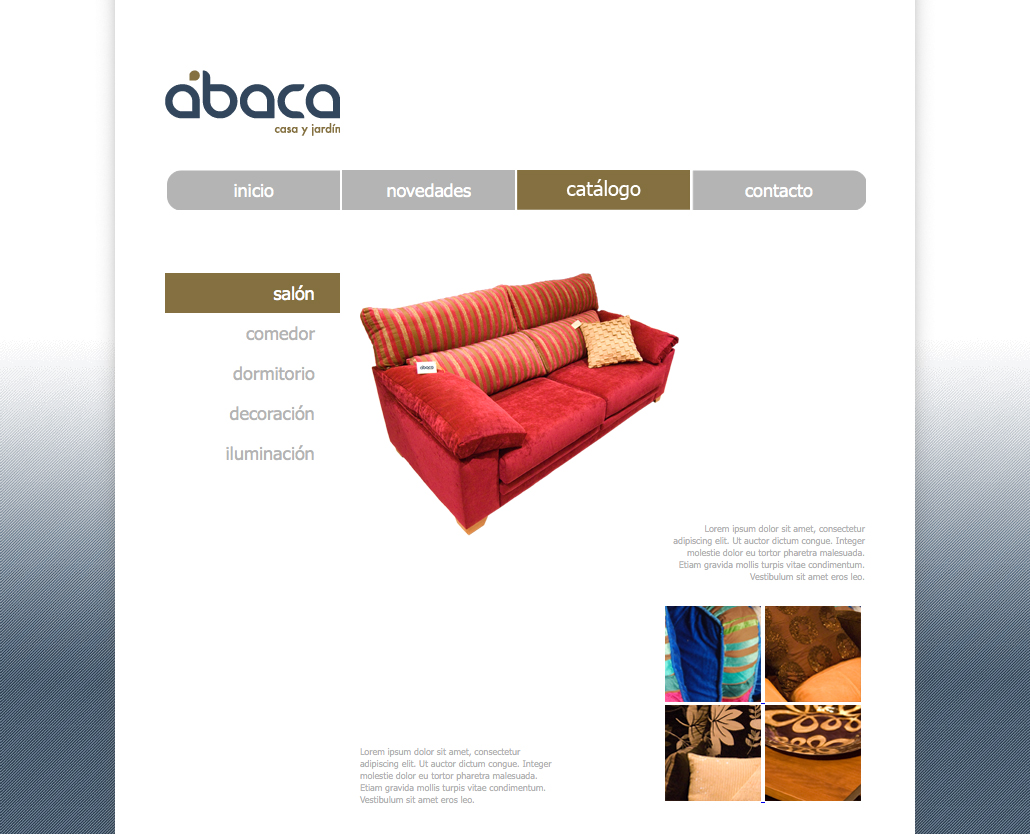 ábaca
casa y jardín
inicio
novedades
catálogo
contacto
salón
comedor
dormitorio
decoración
iluminación
ábaca
Lorem ipsum dolor sit amet, consectetur
adipiscing elit. Ut auctor dictum congue. Integer
molestie dolor eu tortor pharetra malesuada.
Etiam gravida mollis turpis vitae condimentum.
Vestibulum sit amet eros leo.
Lorem ipsum dolor sit amet, consectetur
adipiscing elit. Ut auctor dictum congue. Integer
molestie dolor eu tortor pharetra malesuada.
Etiam gravida mollis turpis vitae condimentum.
Vestibulum sit amet eros leo.